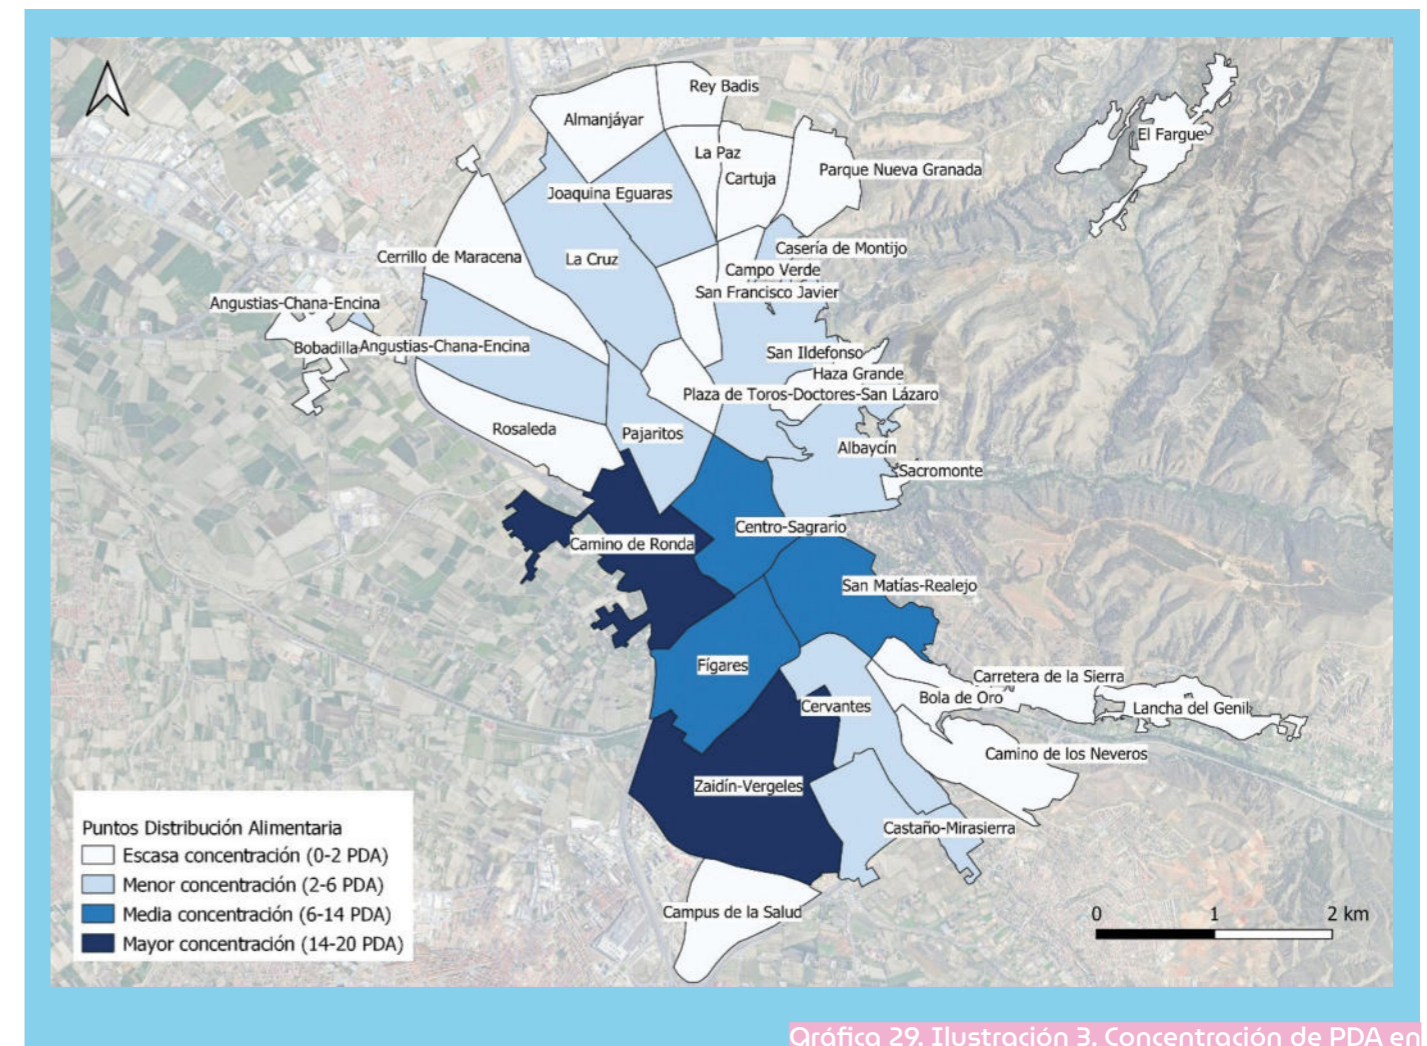 Rey Badis
Almanjáyar
El Fargue
La Paz
Cartuja
Parque Nueva Granada
Joaquina Eguaras
Casería de Montijo
Cerrillo de Maracena
La Cruz
Campo Verde
San Francisco Javier
Angustias-Chana-Encina
Bobadilla
Angustias-Chana-Encina
San Ildefonso
Haza Grande
Plaza de Toros-Doctores-San Lázaro
Rosaleda
Pajaritos
Albaycín
Sacromonte
Centro-Sagrario
Camino de Ronda
San Matías-Realejo
Fígares
Carretera de la Sierra
Bola de Oro
Cervantes
Lancha del Genil
Camino de los Neveros
Zaidín-Vergeles
Castaño-Mirasierra
Campus de la Salud
Puntos Distribución Alimentaria
Escasa concentración (0-2 PDA)
Menor concentración (2-6 PDA)
Media concentración (6-14 PDA)
Mayor concentración (14-20 PDA)
0 1 2 km
Gráfica 29. Ilustración 3. Concentración de PDA en